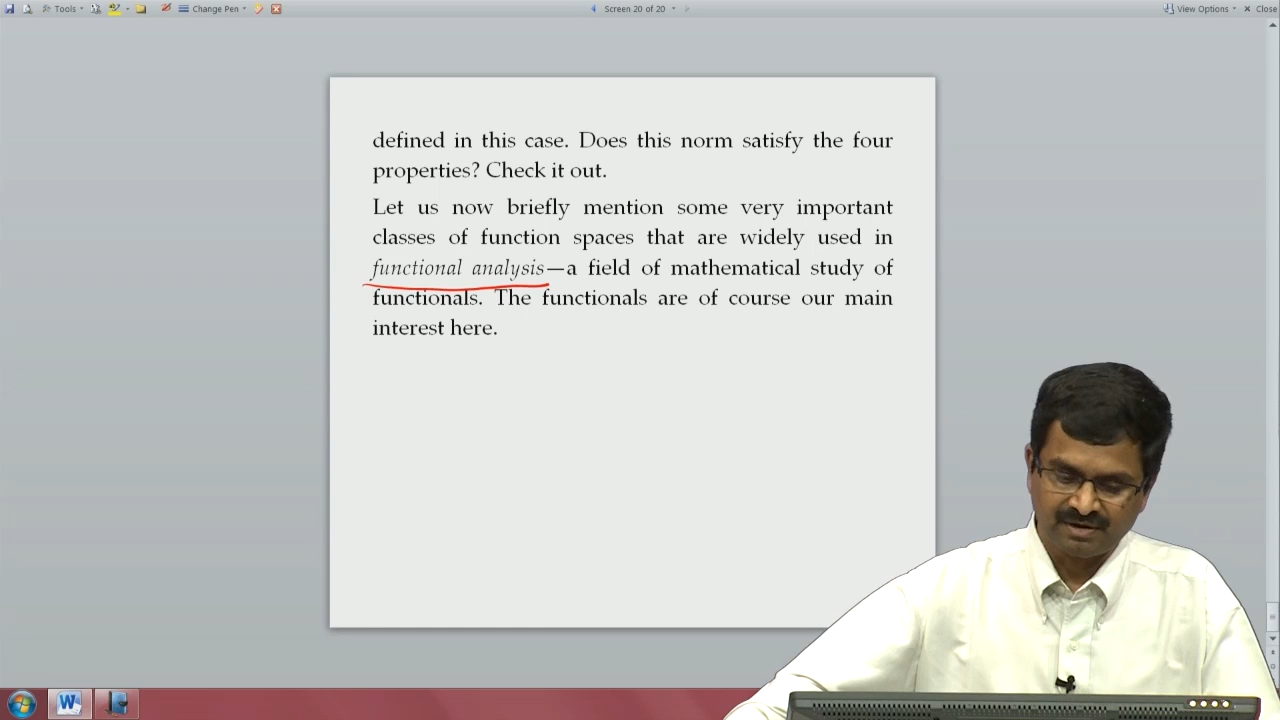 Tools
Change Pen
Screen 20 of 20
View Options
Close
defined in this case. Does this norm satisfy the four
properties? Check it out.
Let us now briefly mention some very important
classes of function spaces that are widely used in
functional analysis—a field of mathematical study of
functionals. The functionals are of course our main
interest here.